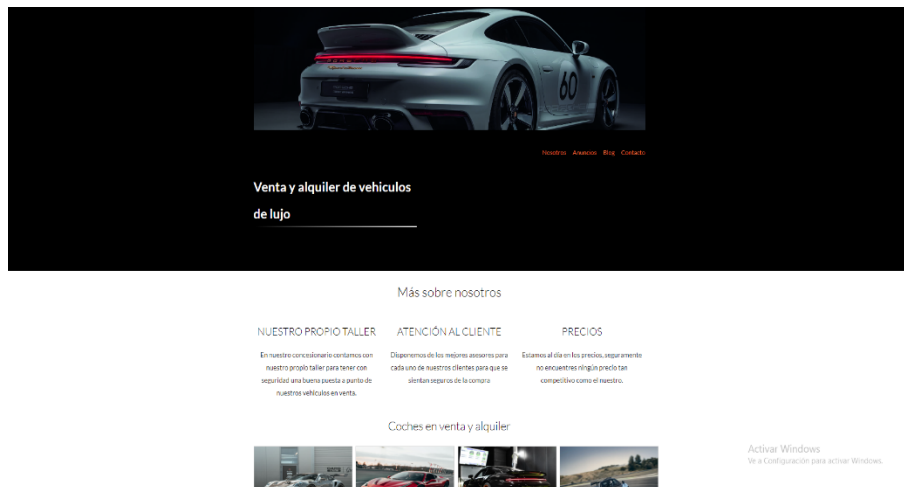 60
Nosotros Anuncios Blog Contacto
Venta y alquiler de vehiculos
de lujo
Más sobre nosotros
NUESTRO PROPIO TALLER
En nuestro concesionario contamos con
nuestro propio taller para tener con
seguridad una buena puesta a punto de
nuestros vehículos en venta.
ATENCIÓN AL CLIENTE
Disponemos de los mejores asesores para
cada uno de nuestros clientes para que se
sientan seguros de la compra
PRECIOS
Estamos al día en los precios, seguramente
no encuentres ningún precio tan
competitivo como el nuestro.
Coches en venta y alquiler
Activar Windows
Ve a Configuración para activar Windows.